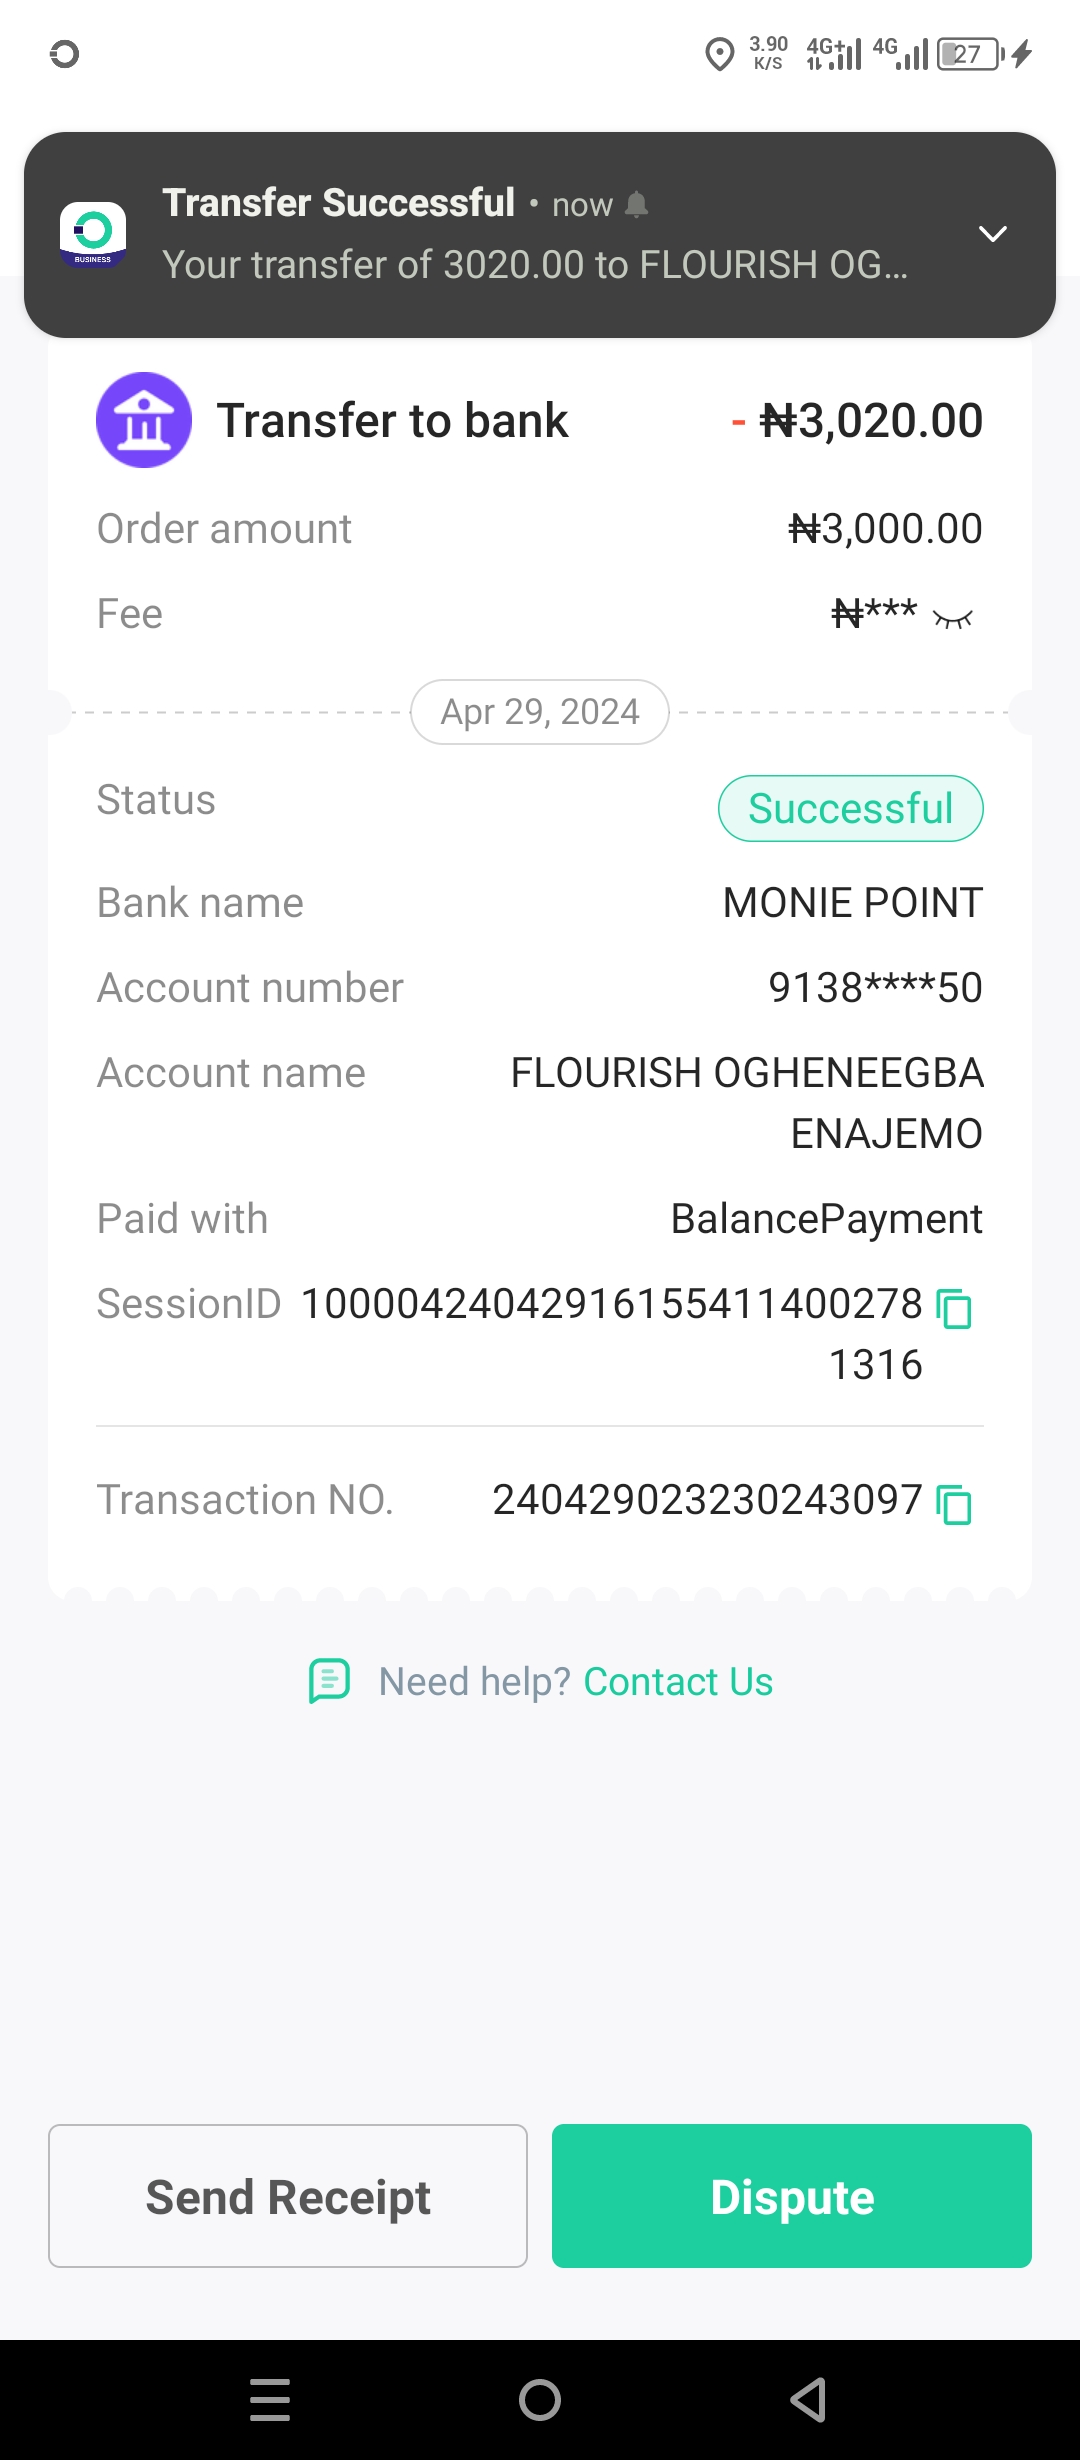 3.90
K/S
4G+
4G
27
Transfer Successful • now
Your transfer of 3020.00 to FLOURISH OG...
BUSINESS
Transfer to bank - ₦3,020.00
Order amount ₦3,000.00
Fee ₦***
Apr 29, 2024
Status Successful
Bank name MONIE POINT
Account number 9138****50
Account name FLOURISH OGHENEEGBA
ENAJEMO
Paid with BalancePayment
SessionID 10000424042916155411400278
1316
Transaction NO. 240429023230243097
Need help? Contact Us
Send Receipt
Dispute